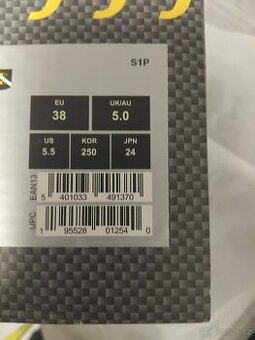 S1P
EU
38
UK/AU
5.0
US
5.5
KOR
250
JPN
24
EAN13
5 401033 491370
UPC
1 95528 01254 0